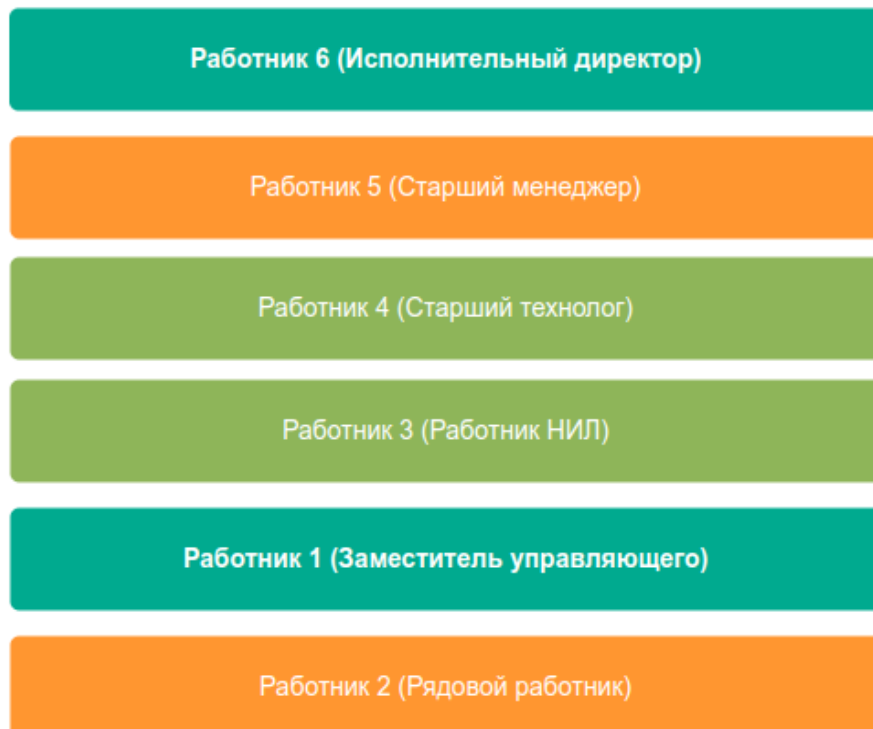 Работник 6 (Исполнительный директор)
Работник 5 (Старший менеджер)
Работник 4 (Старший технолог)
Работник 3 (Работник НИЛ)
Работник 1 (Заместитель управляющего)
Работник 2 (Рядовой работник)